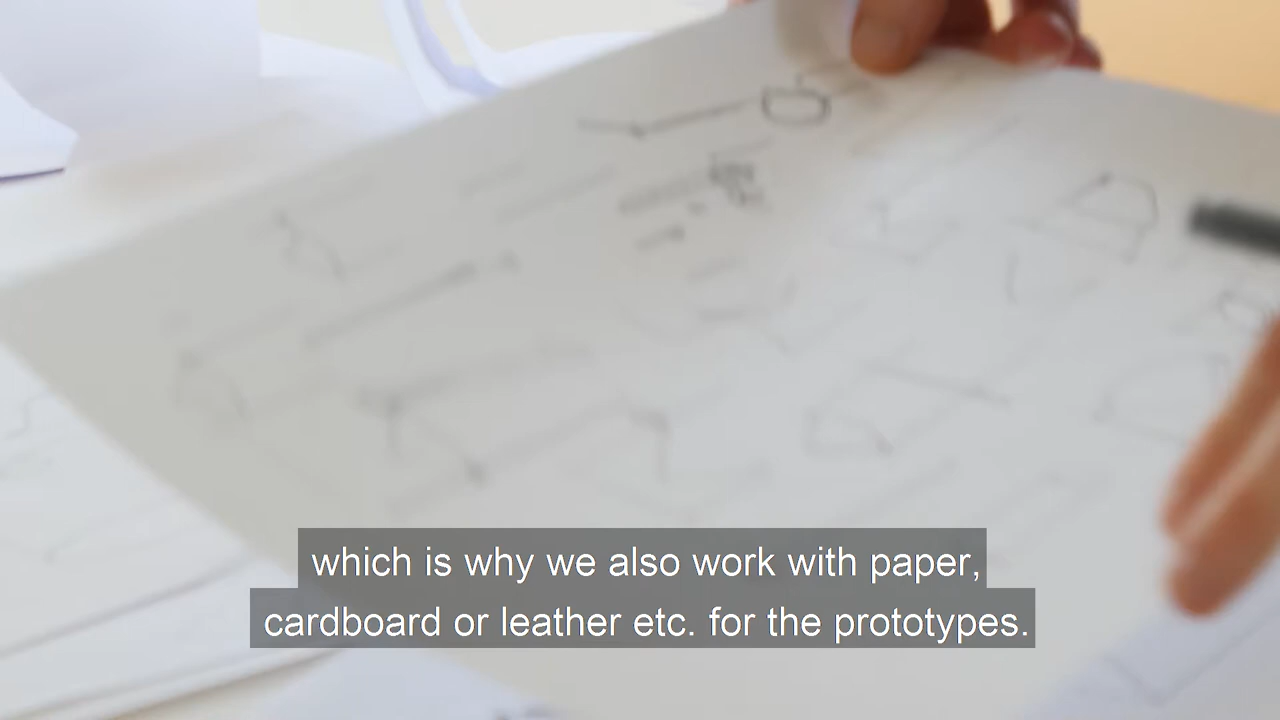 which is why we also work with paper,
cardboard or leather etc. for the prototypes.